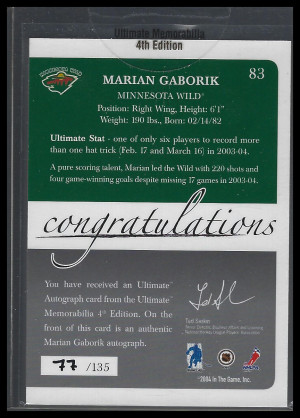 Ultimate Memorabilia
4th Edition
83
MARIAN GABORIK
MINNESOTA WILD
Position: Right Wing, Height: 6'1"
Weight: 190 lbs., Born: 02/14/82
Ultimate Stat - one of only six players to record more
than one hat trick (Feb. 17 and March 16) in 2003-04.
A pure scoring talent, Marian led the Wild with 220 shots and
four game-winning goals despite missing 17 games in 2003-04.
congratulations
You have received an Ultimate
Autograph card from the Ultimate
Memorabilia 4th Edition. On the
front of this card is an authentic
Marian Gaborik autograph.
77 /135
©2004 In The Game, Inc.